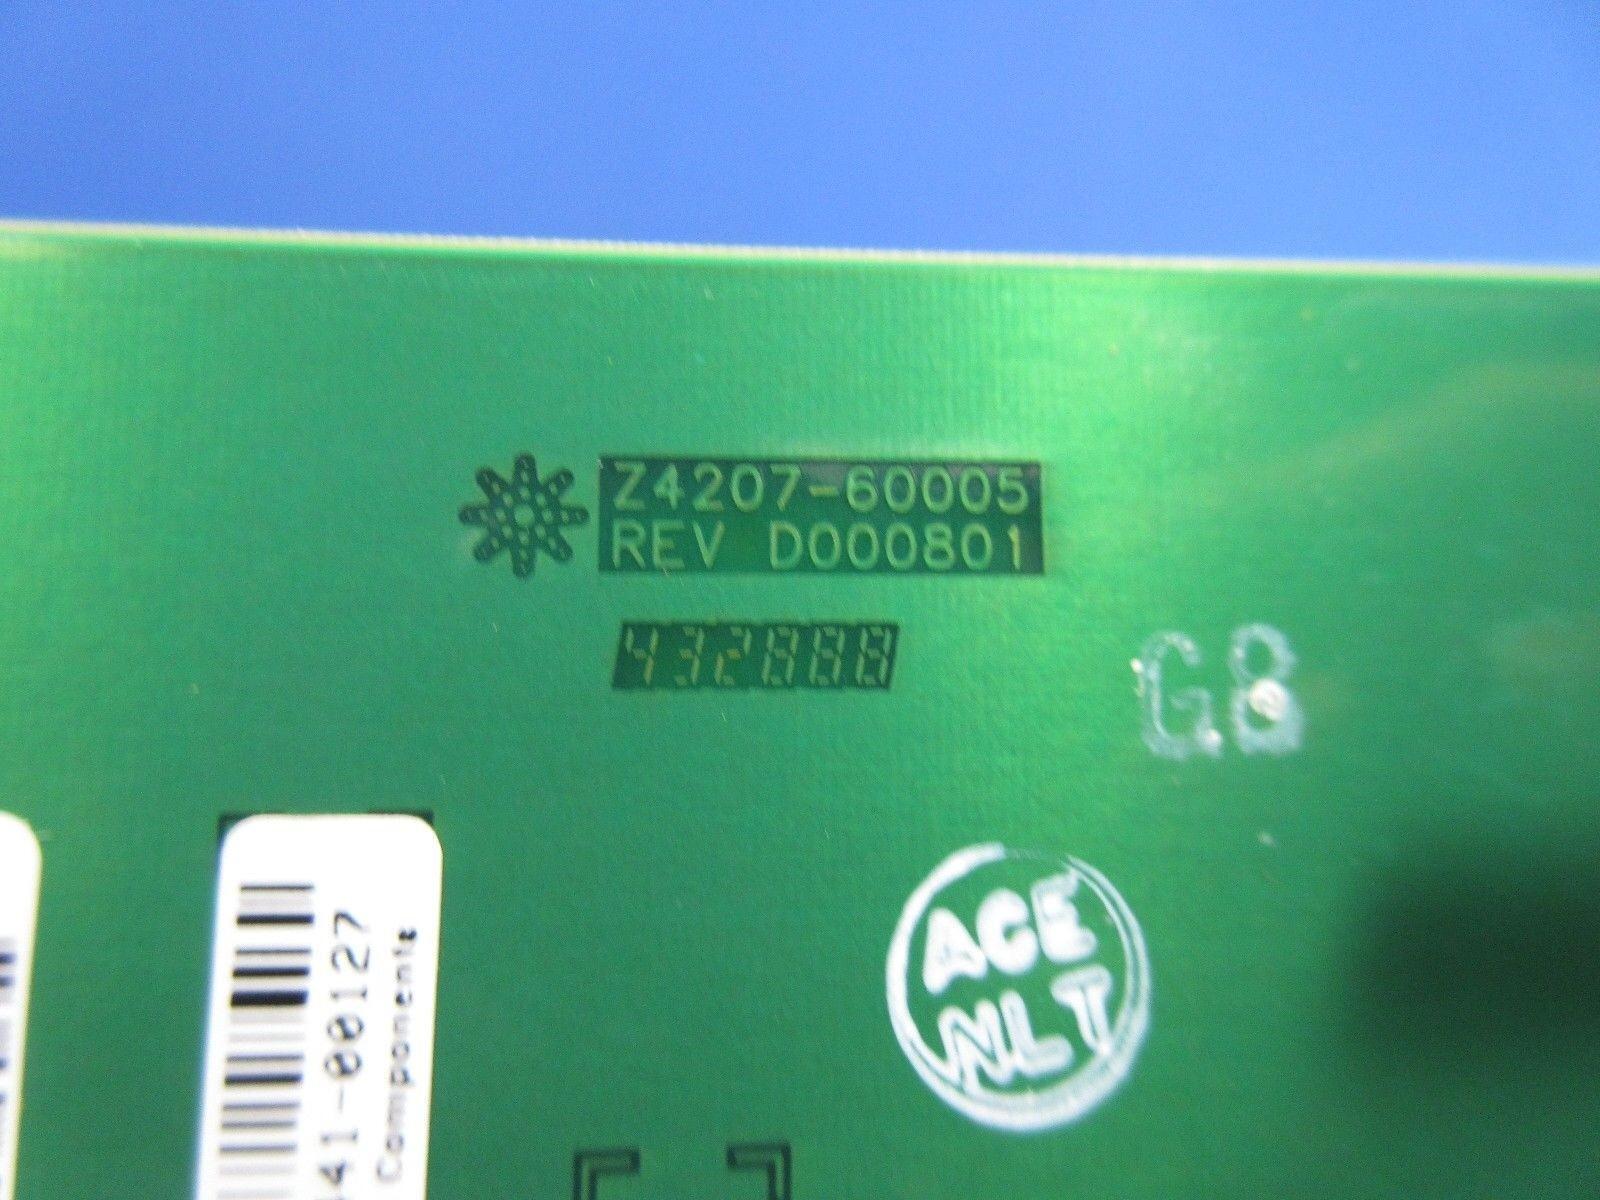 Z4207-60005
REV D000801
432888
G8
ACE
NLT
41-00127
Components